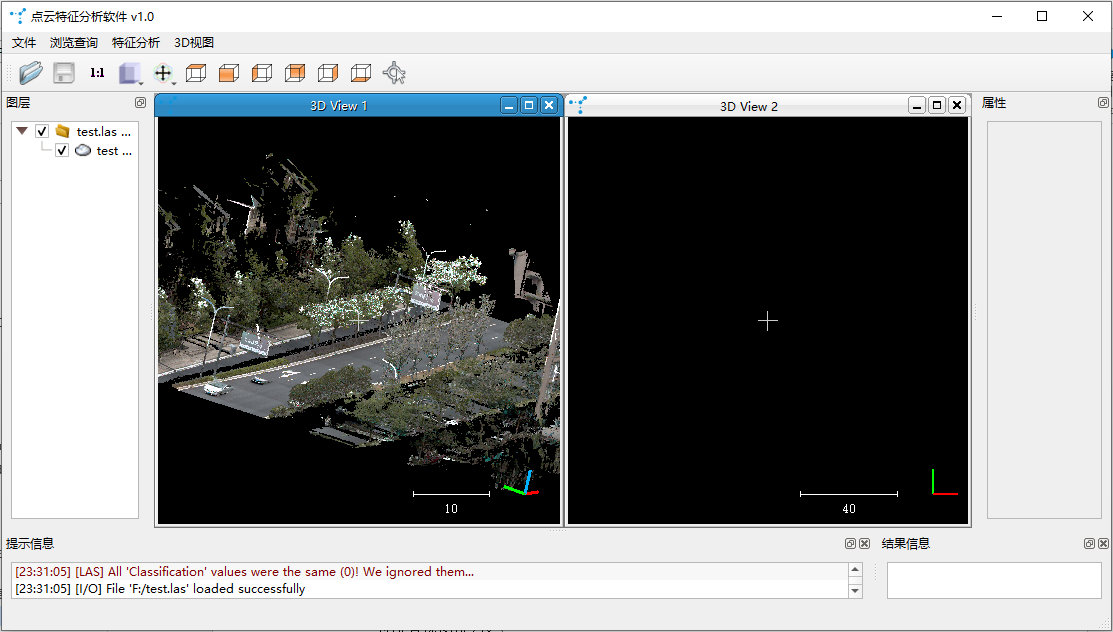 点云特征分析软件 v1.0
文件 浏览查询 特征分析 3D视图
1:1
图层
3D View 1
3D View 2
属性
test.las ...
test ...
10
40
提示信息
结果信息
[23:31:05] [LAS] All 'Classification' values were the same (0)! We ignored them...
[23:31:05] [I/O] File 'F:/test.las' loaded successfully